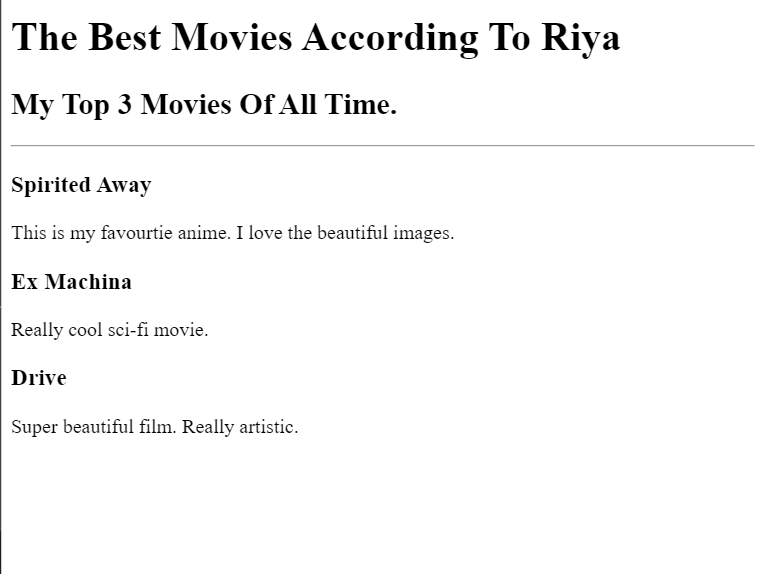 The Best Movies According To Riya
My Top 3 Movies Of All Time.
Spirited Away
This is my favourtie anime. I love the beautiful images.
Ex Machina
Really cool sci-fi movie.
Drive
Super beautiful film. Really artistic.